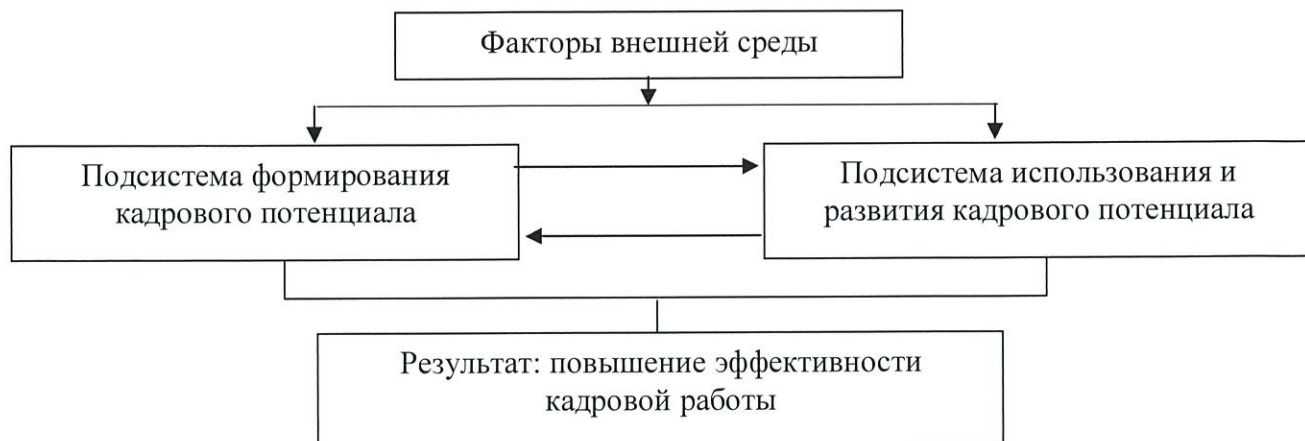 Факторы внешней среды
Подсистема формирования
кадрового потенциала
Подсистема использования и
развития кадрового потенциала
Результат: повышение эффективности
кадровой работы